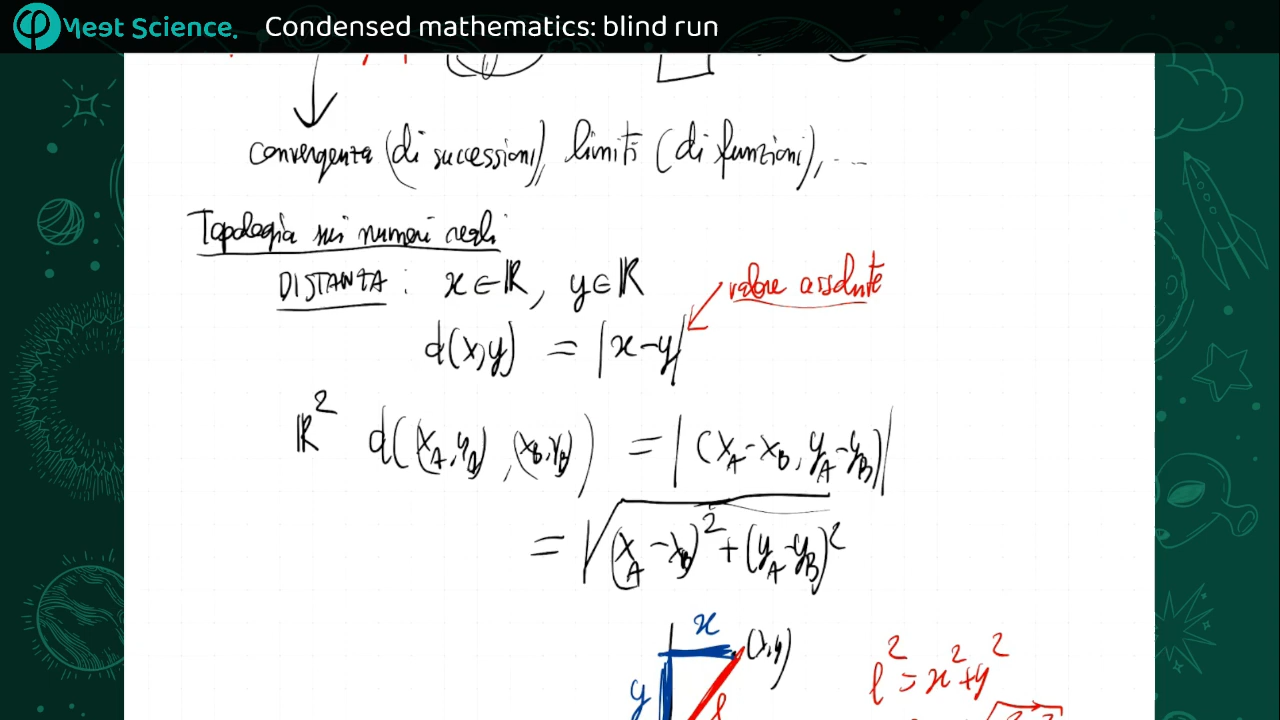 Meet Science.
Condensed mathematics: blind run
convergenza (di successioni), limiti (di funzioni), ...
Topologia sui numeri reali
DISTANZA : x ∈ ℝ, y ∈ ℝ
valore assoluto
d(x,y) = |x-y|
ℝ² d((x_A, y_A), (x_B, y_B)) = |(x_A - x_B, y_A - y_B)|
= √((x_A - x_B)² + (y_A - y_B)²)
x
(x,y)
y
l
l² = x² + y²